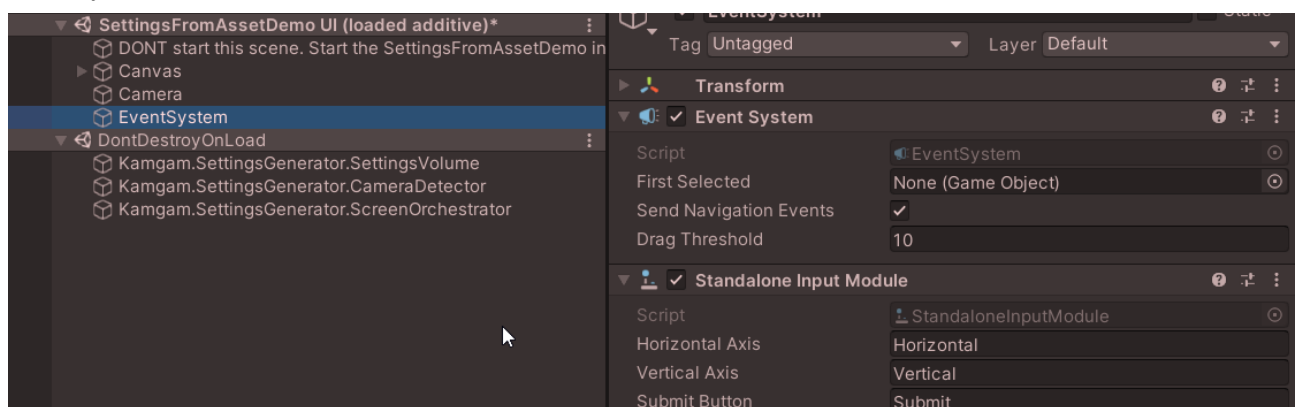 SettingsFromAssetDemo UI (loaded additive)*
DONT start this scene. Start the SettingsFromAssetDemo in
Canvas
Camera
EventSystem
DontDestroyOnLoad
Kamgam.SettingsGenerator.SettingsVolume
Kamgam.SettingsGenerator.CameraDetector
Kamgam.SettingsGenerator.ScreenOrchestrator
EventSystem
Static
Tag Untagged Layer Default
Transform
Event System
Script EventSystem
First Selected None (Game Object)
Send Navigation Events
Drag Threshold 10
Standalone Input Module
Script StandaloneInputModule
Horizontal Axis Horizontal
Vertical Axis Vertical
Submit Button Submit